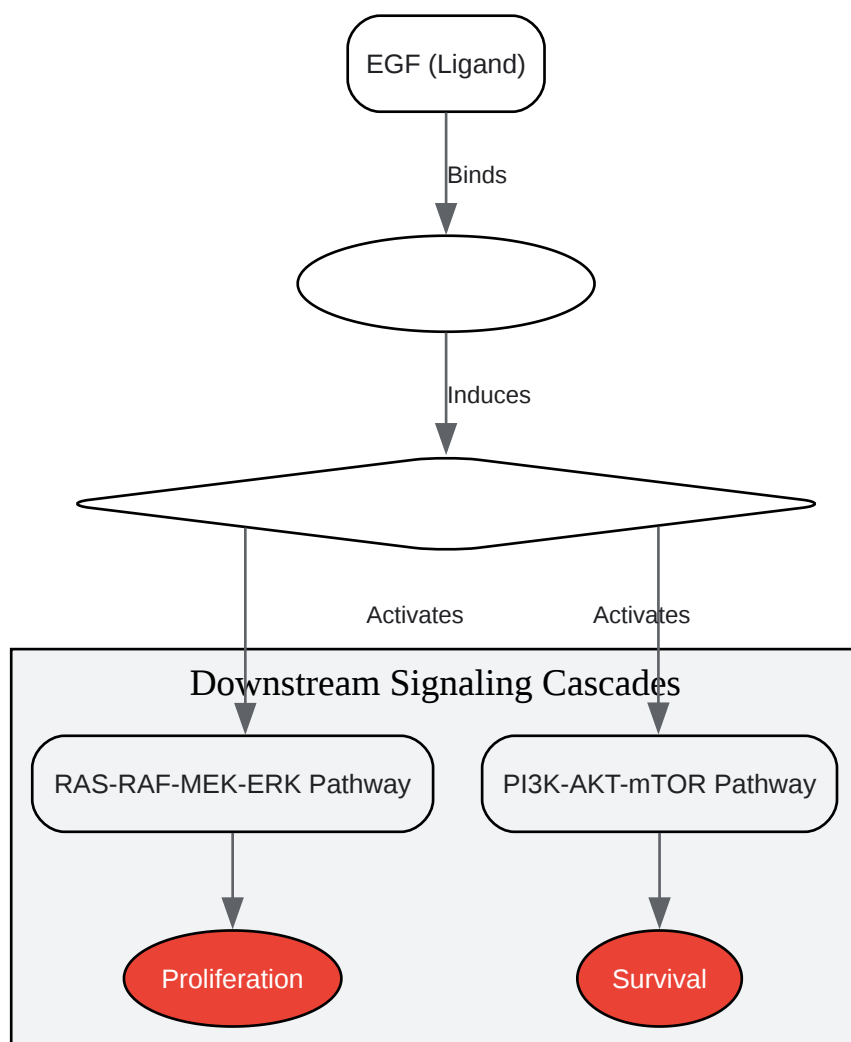 EGF (Ligand)
Binds
Induces
Activates
Activates
Downstream Signaling Cascades
RAS-RAF-MEK-ERK Pathway
PI3K-AKT-mTOR Pathway
Proliferation
Survival